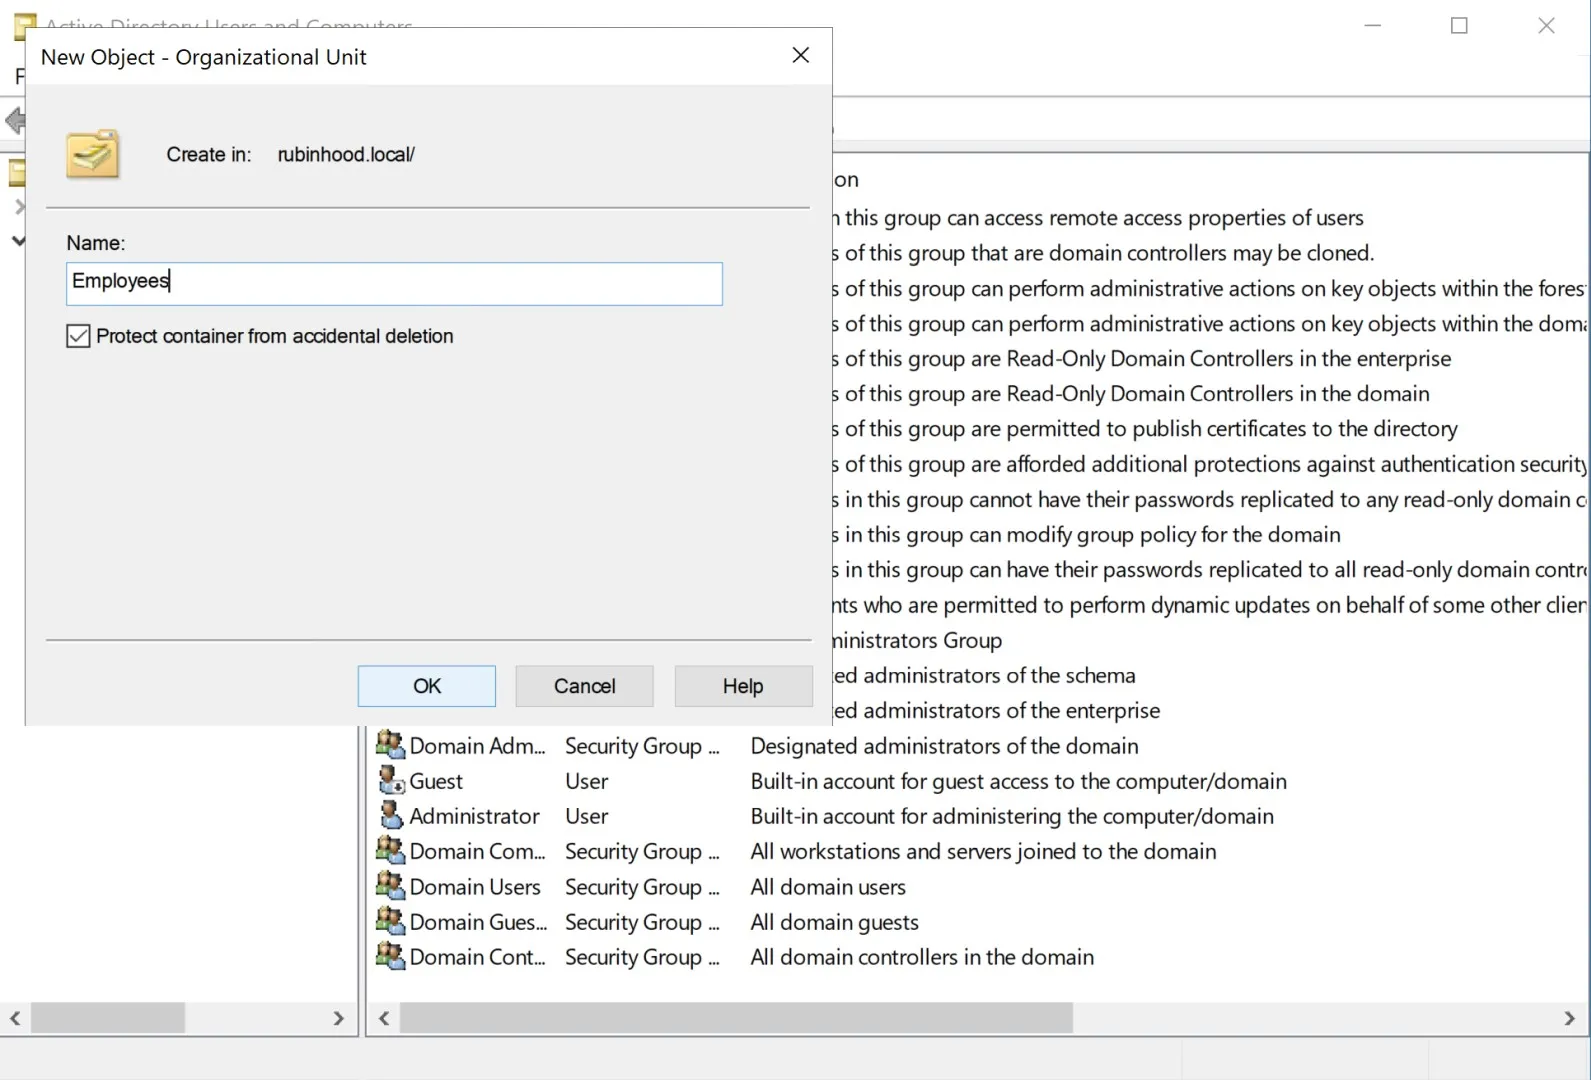 Active Directory Users and Computers
New Object - Organizational Unit
F
Create in: rubinhood.local/
Name:
Employees
Protect container from accidental deletion
OK
Cancel
Help
on
this group can access remote access properties of users
s of this group that are domain controllers may be cloned.
s of this group can perform administrative actions on key objects within the fores
s of this group can perform administrative actions on key objects within the doma
s of this group are Read-Only Domain Controllers in the enterprise
s of this group are Read-Only Domain Controllers in the domain
s of this group are permitted to publish certificates to the directory
s of this group are afforded additional protections against authentication security
s in this group cannot have their passwords replicated to any read-only domain c
s in this group can modify group policy for the domain
s in this group can have their passwords replicated to all read-only domain contro
nts who are permitted to perform dynamic updates on behalf of some other clien
ministrators Group
ed administrators of the schema
ed administrators of the enterprise
Domain Adm... Security Group ... Designated administrators of the domain
Guest User Built-in account for guest access to the computer/domain
Administrator User Built-in account for administering the computer/domain
Domain Com... Security Group ... All workstations and servers joined to the domain
Domain Users Security Group ... All domain users
Domain Gues... Security Group ... All domain guests
Domain Cont... Security Group ... All domain controllers in the domain